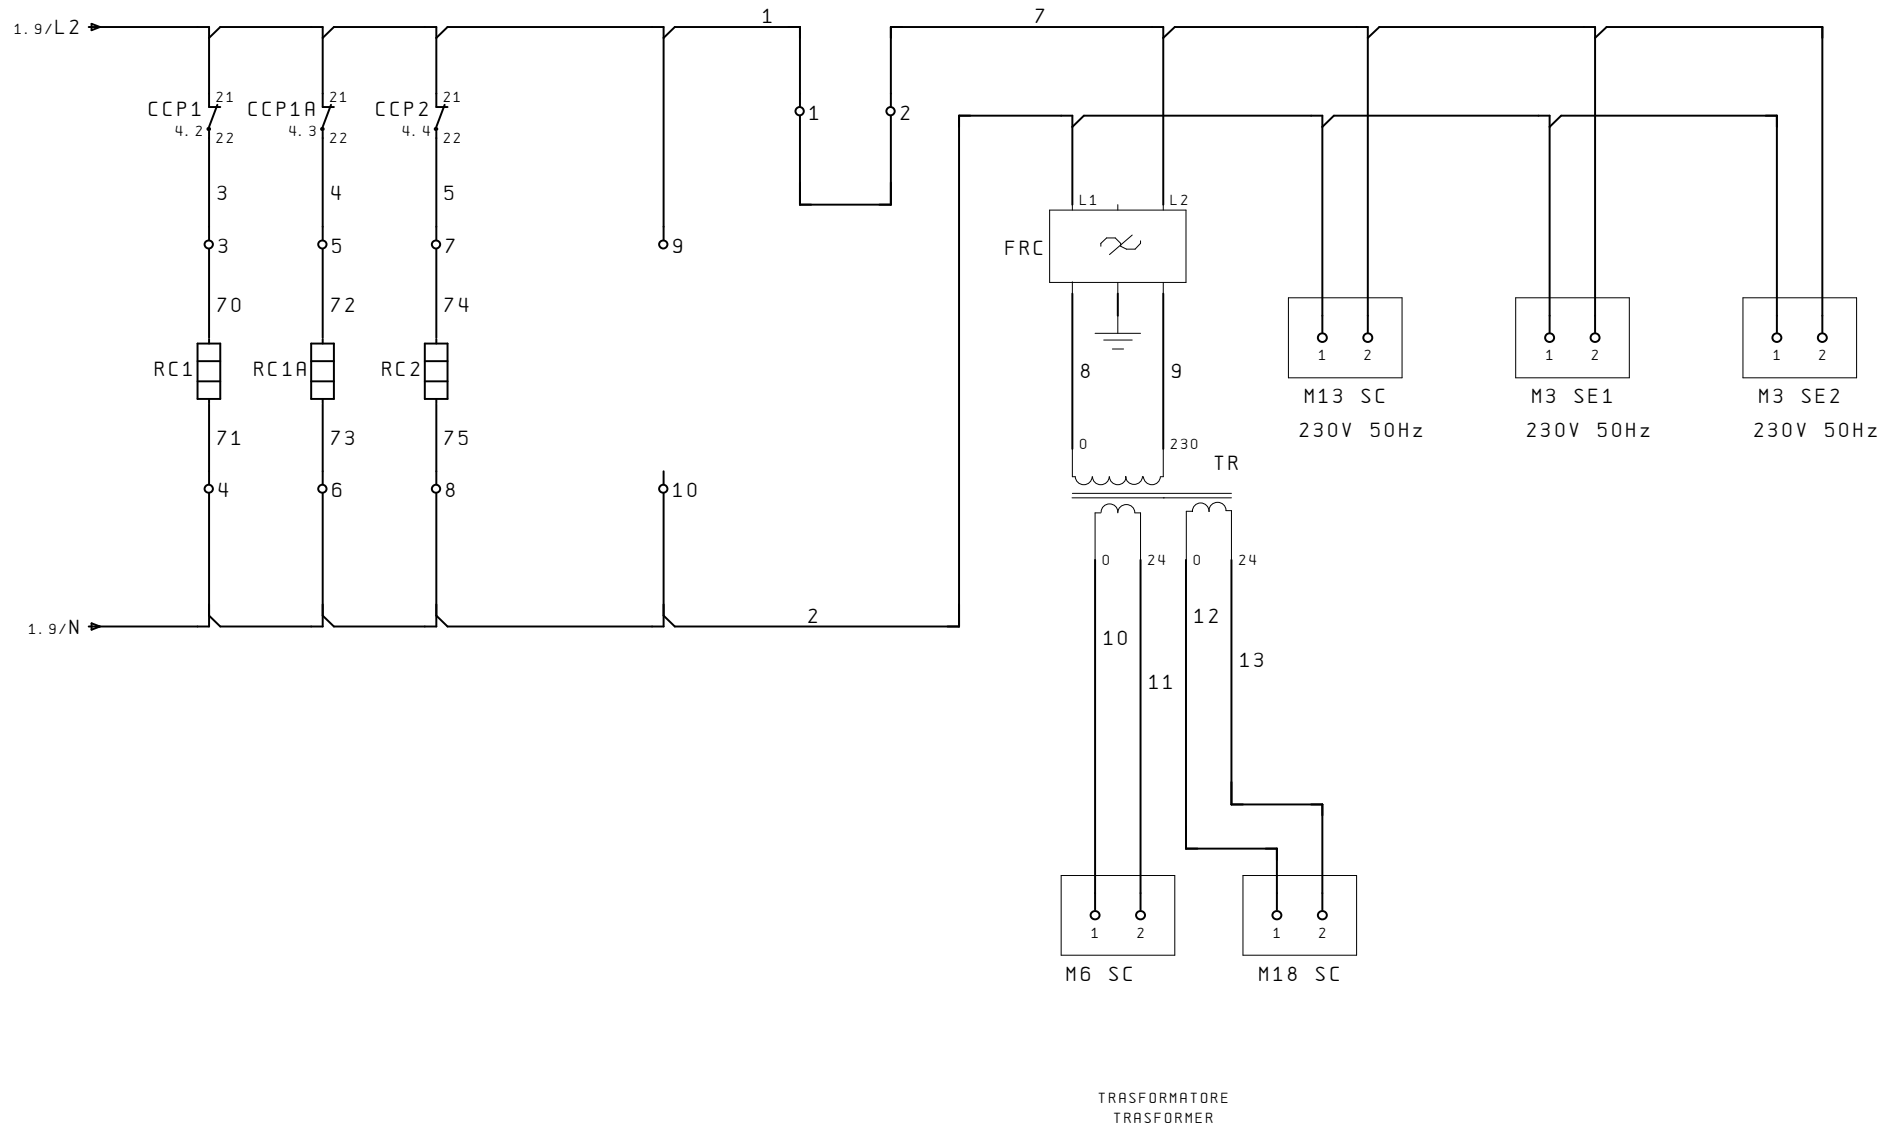 1.9/L2
1
7
CCP1
4.2
21
22
CCP1A
4.3
21
22
CCP2
4.4
21
22
1
2
3
4
5
L1
L2
3
5
7
9
FRC
70
72
74
1
2
1
2
1
2
RC1
RC1A
RC2
8
9
M13 SC
230V 50Hz
M3 SE1
230V 50Hz
M3 SE2
230V 50Hz
71
73
75
0
230
TR
4
6
8
10
0
24
0
24
1.9/N
2
10
11
12
13
1
2
1
2
M6 SC
M18 SC
TRASFORMATORE
TRASFORMER